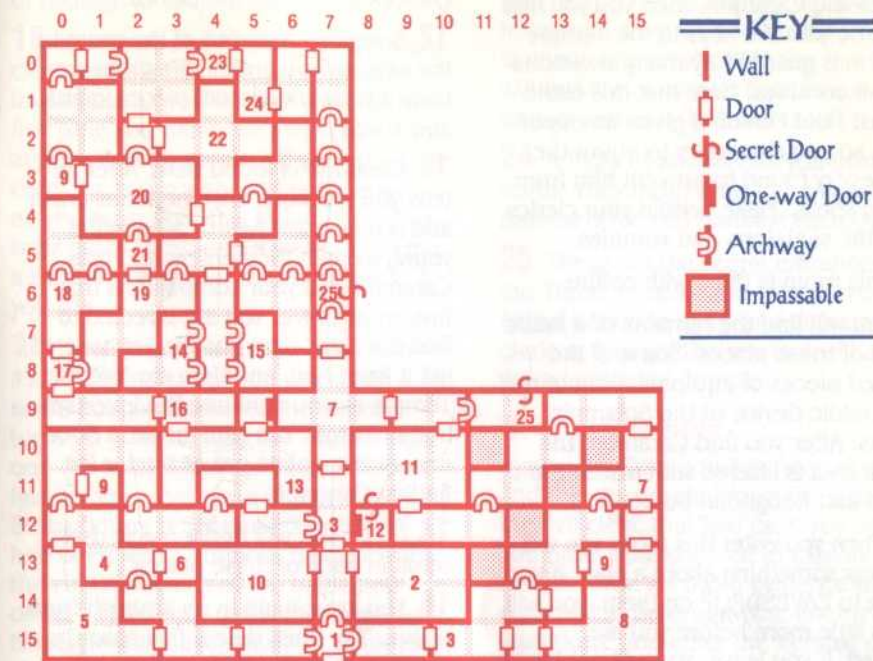 0 1 2 3 4 5 6 7 8 9 10 11 12 13 14 15
0 23
1 24
2 22
3 9
20
4
5 21
6 18 19 25
7
14 15
8 17
9 16 7 25
10
11
11 9 13 7
12 3 12
13 4 6 9
10 2
14
5 8
15 1 3
KEY
Wall
Door
Secret Door
One-way Door
Archway
Impassable